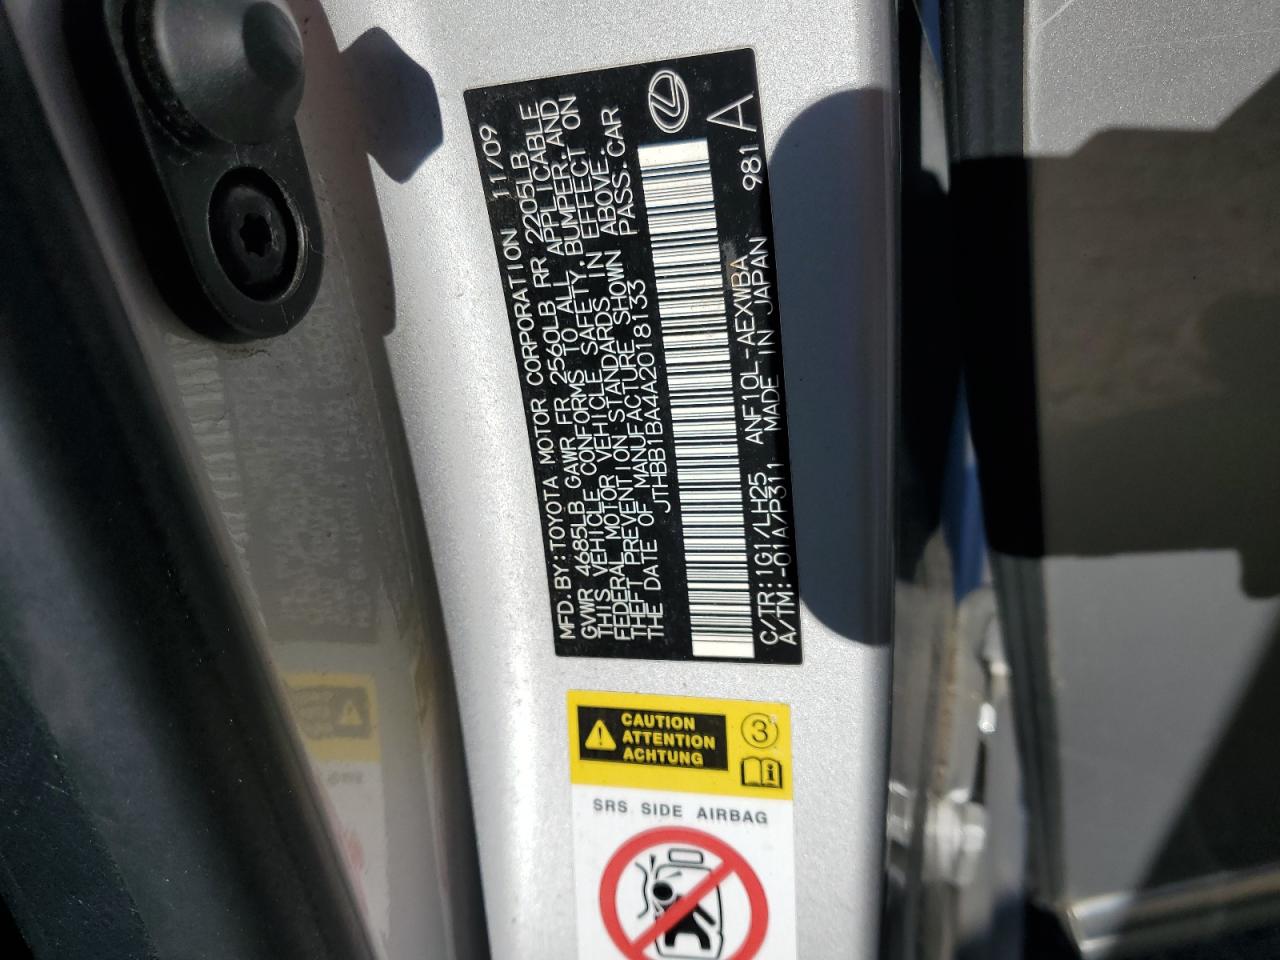 MFD.BY:TOYOTA MOTOR CORPORATION 11/09
GVWR 4685LB GAWR FR 2560LB RR 2205LB
THIS VEHICLE CONFORMS TO ALL APPLICABLE
FEDERAL MOTOR VEHICLE SAFETY, BUMPER, AND
THEFT PREVENTION STANDARDS IN EFFECT ON
THE DATE OF MANUFACTURE SHOWN ABOVE.
JTHBB1BA4A2018133 PASS.CAR
C/TR:1G1/LH25 ANF10L-AEXWBA 981 A
A/TM:-01A/P311 MADE IN JAPAN
CAUTION
ATTENTION
ACHTUNG
3
SRS SIDE AIRBAG